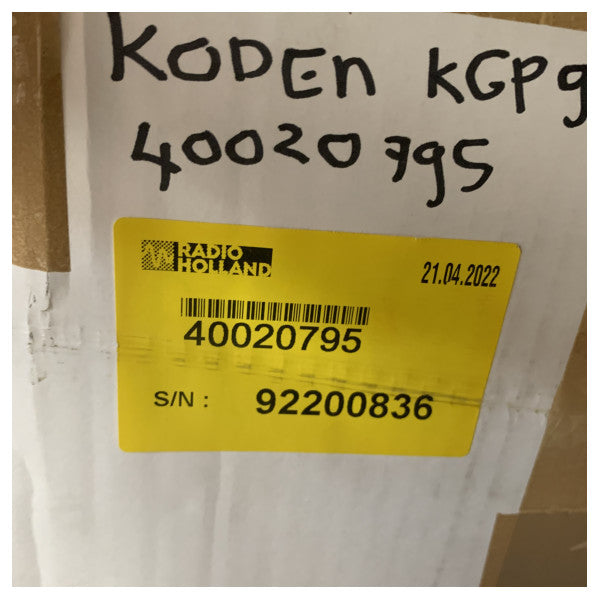 KODEn KGP9
40020795
RADIO
HOLLAND
21.04.2022
40020795
S/N : 92200836